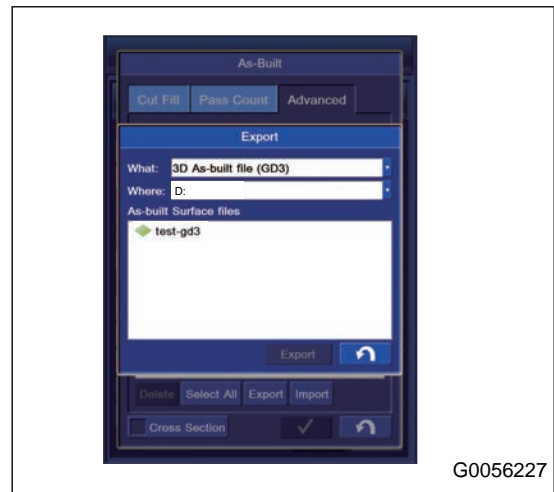 As-Built
Cut Fill Pass Count Advanced
Export
What: 3D As-built file (GD3)
Where: D:
As-built Surface files
test-gd3
Export
Delete Select All Export Import
Cross Section
G0056227